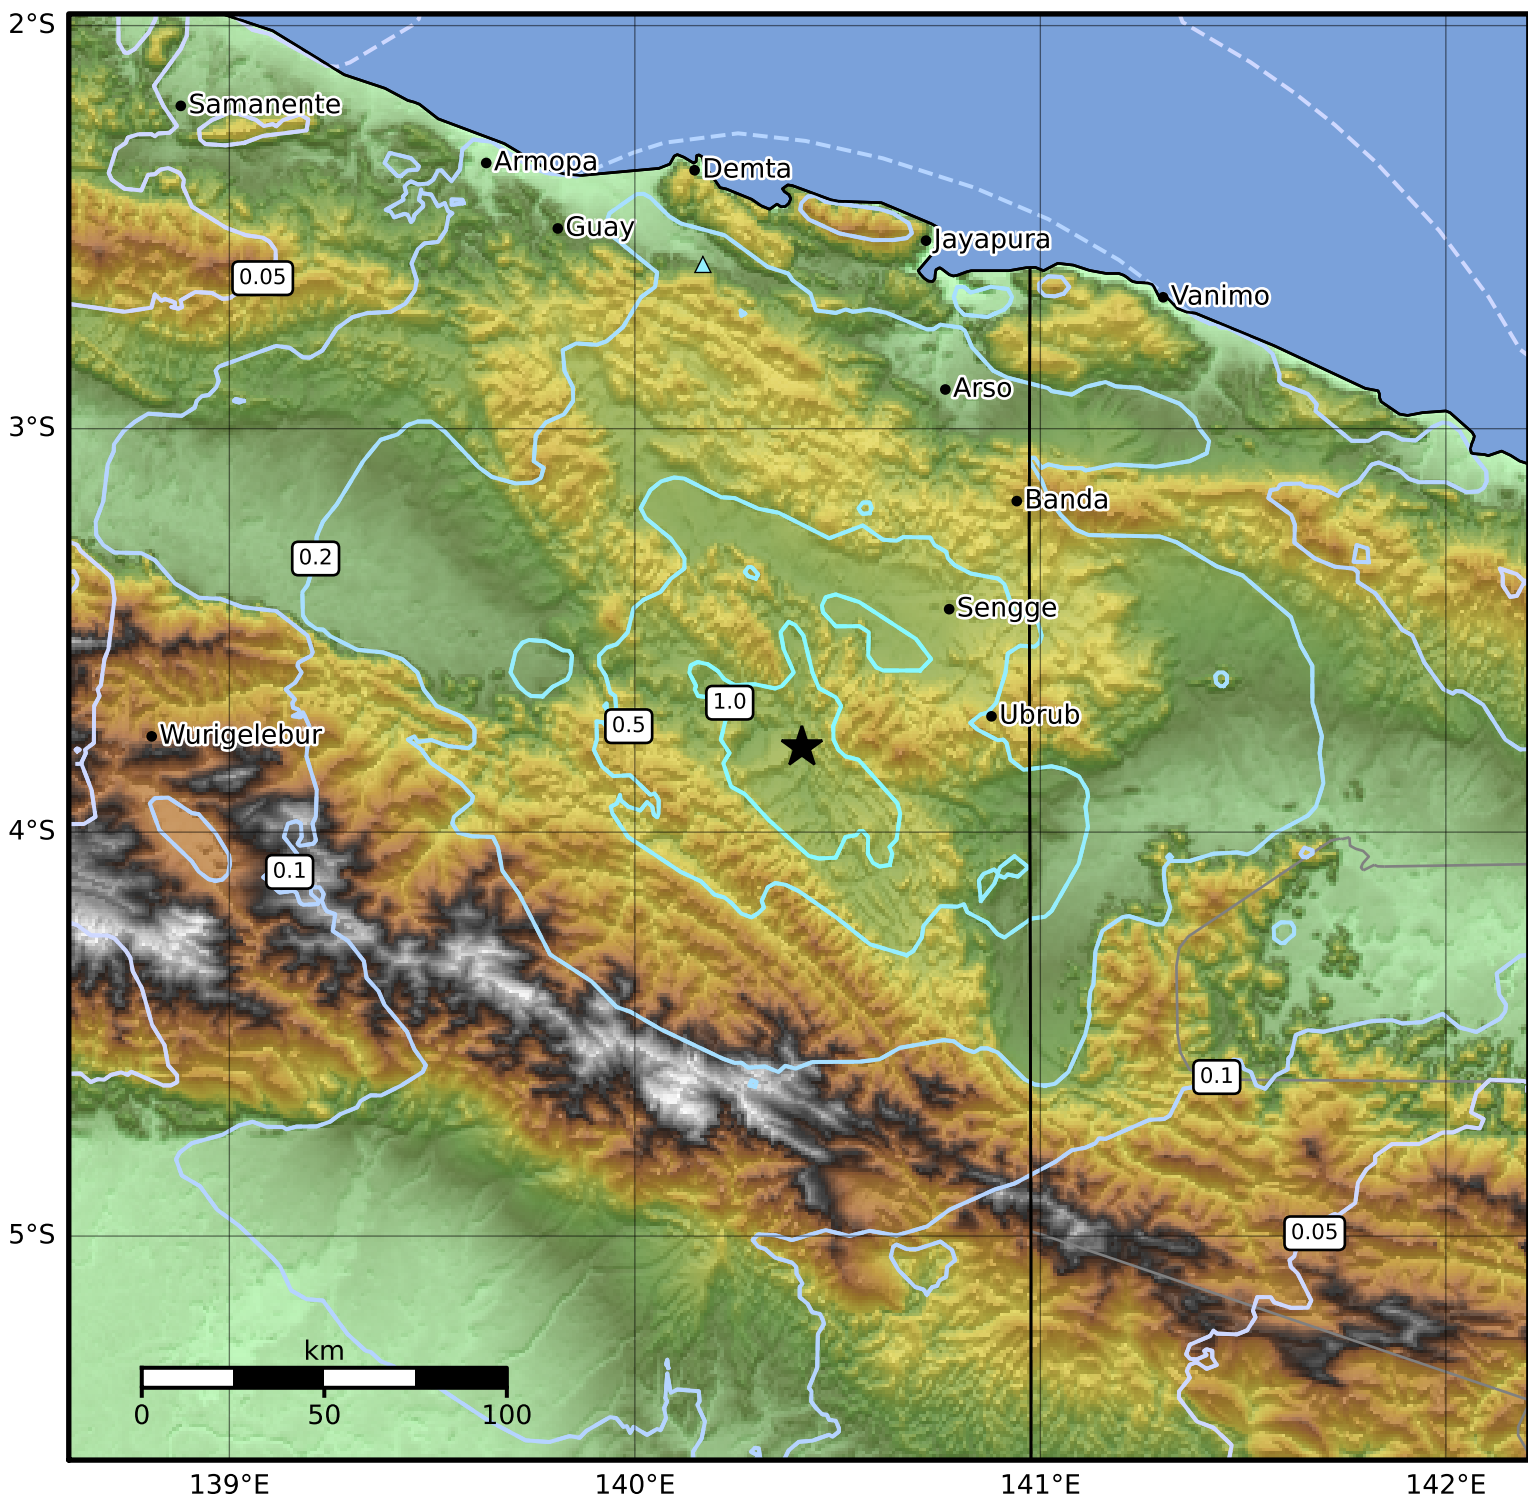 2°S
Samanente
Armopa
Demta
Guay
Jayapura
0.05
Vanimo
Arso
3°S
Banda
0.2
Sengge
1.0
0.5
Ubrub
Wurigelebur
4°S
0.1
0.1
5°S
0.05
km
0 50 100
139°E 140°E 141°E 142°E